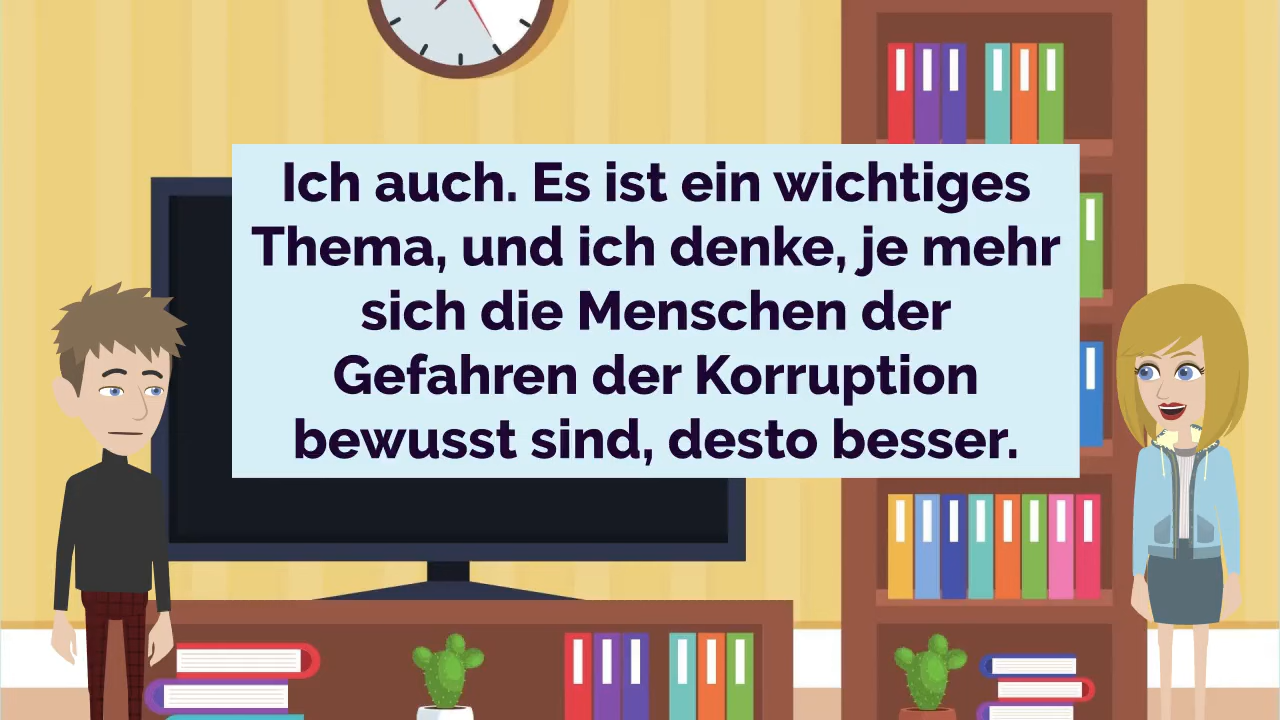 Ich auch. Es ist ein wichtiges
Thema, und ich denke, je mehr
sich die Menschen der
Gefahren der Korruption
bewusst sind, desto besser.